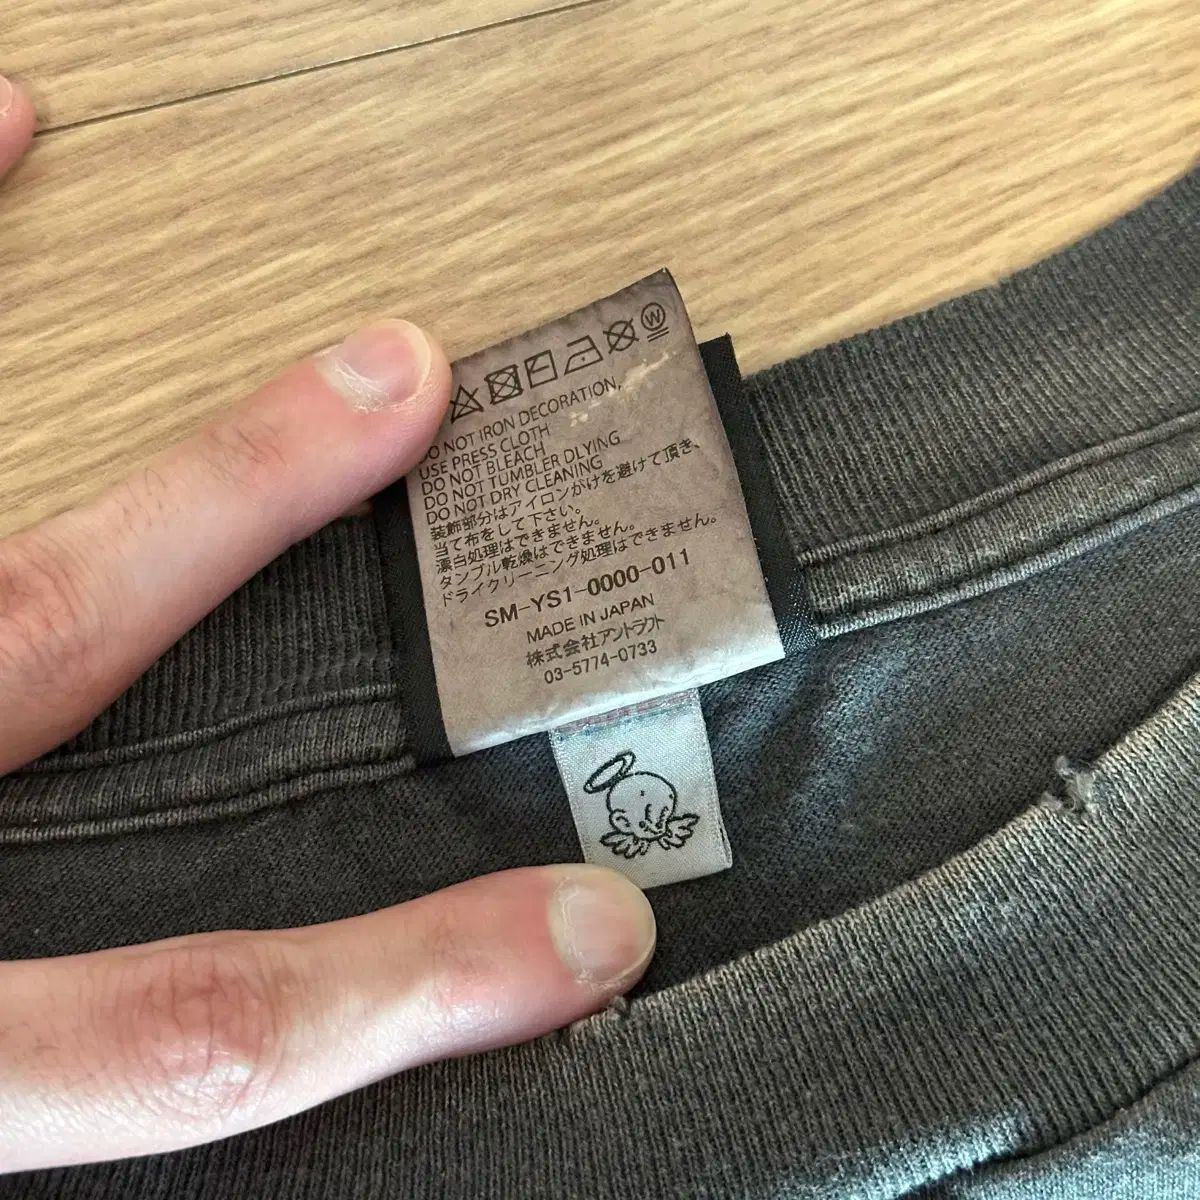 W
DO NOT IRON DECORATION,
USE PRESS CLOTH
DO NOT BLEACH
DO NOT TUMBLER DLYING
DO NOT DRY CLEANING
装飾部分はアイロンがけを避けて頂き、
当て布をして下さい。
漂白処理はできません。
タンブル乾燥はできません。
ドライクリーニング処理はできません。
SM-YS1-0000-011
MADE IN JAPAN
株式会社アントラクト
03-5774-0733